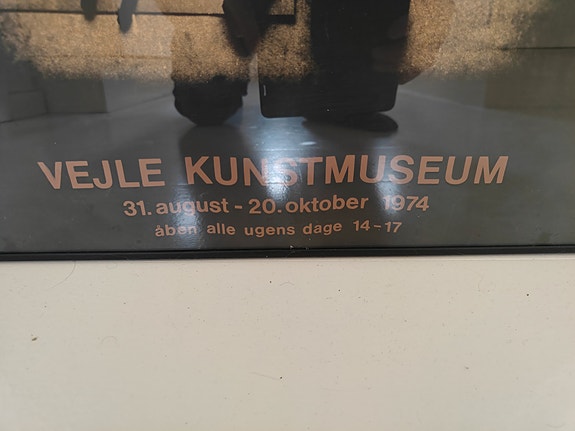 VEJLE KUNSTMUSEUM
31. august - 20. oktober 1974
åben alle ugens dage 14-17